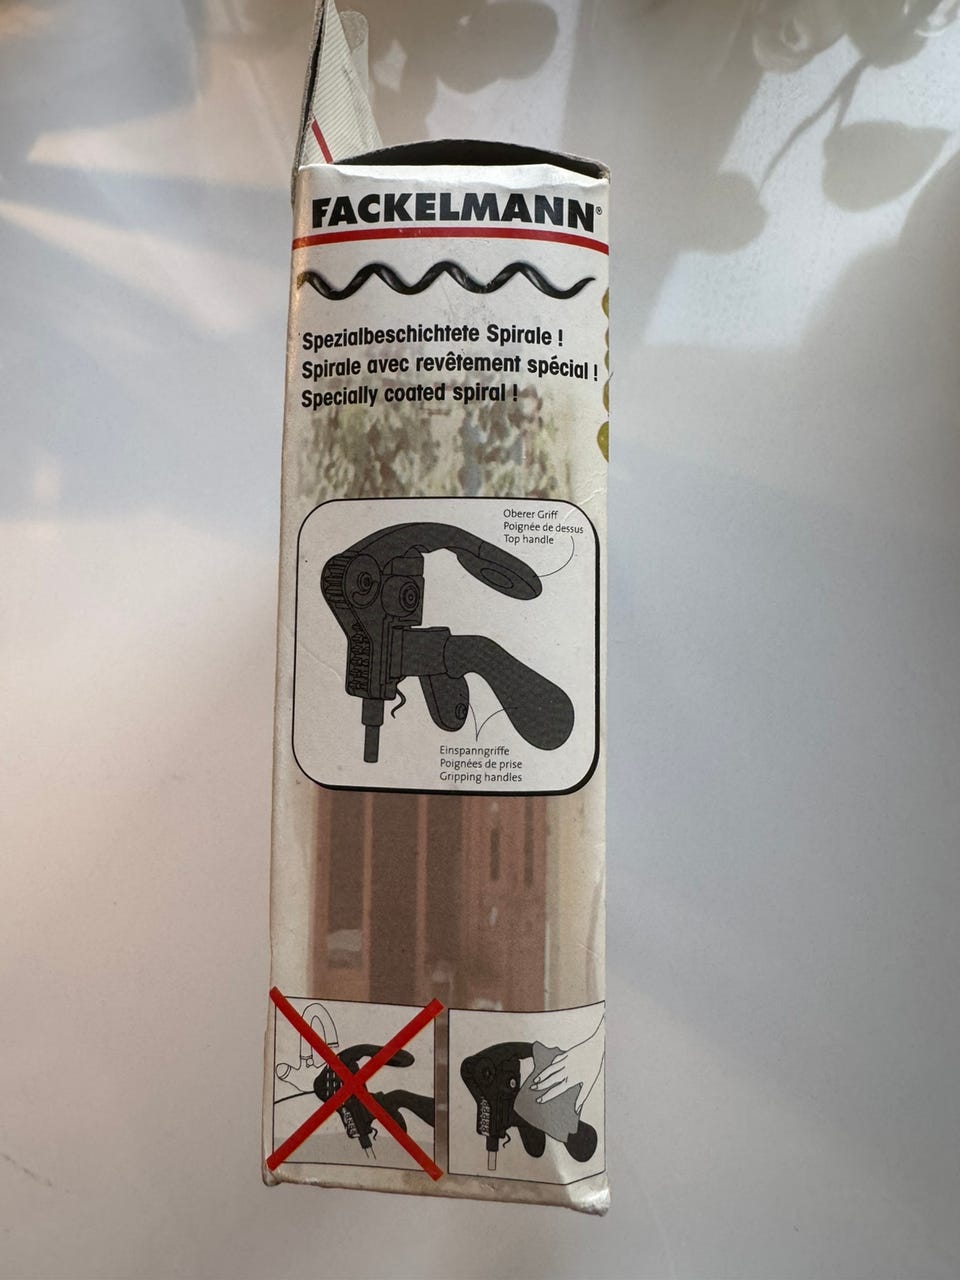 FACKELMANN®
Spezialbeschichtete Spirale !
Spirale avec revêtement spécial !
Specially coated spiral !
Oberer Griff
Poignée de dessus
Top handle
Einspanngriffe
Poignées de prise
Gripping handles